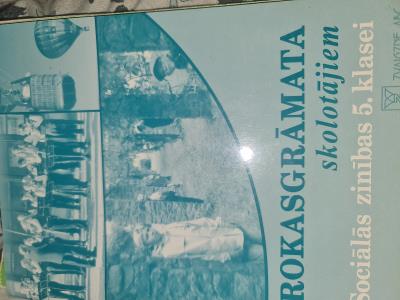 ROKASGRĀMATA
skolotājiem
Sociālās zinības 5. klasei
ZVAIGZNE ABC